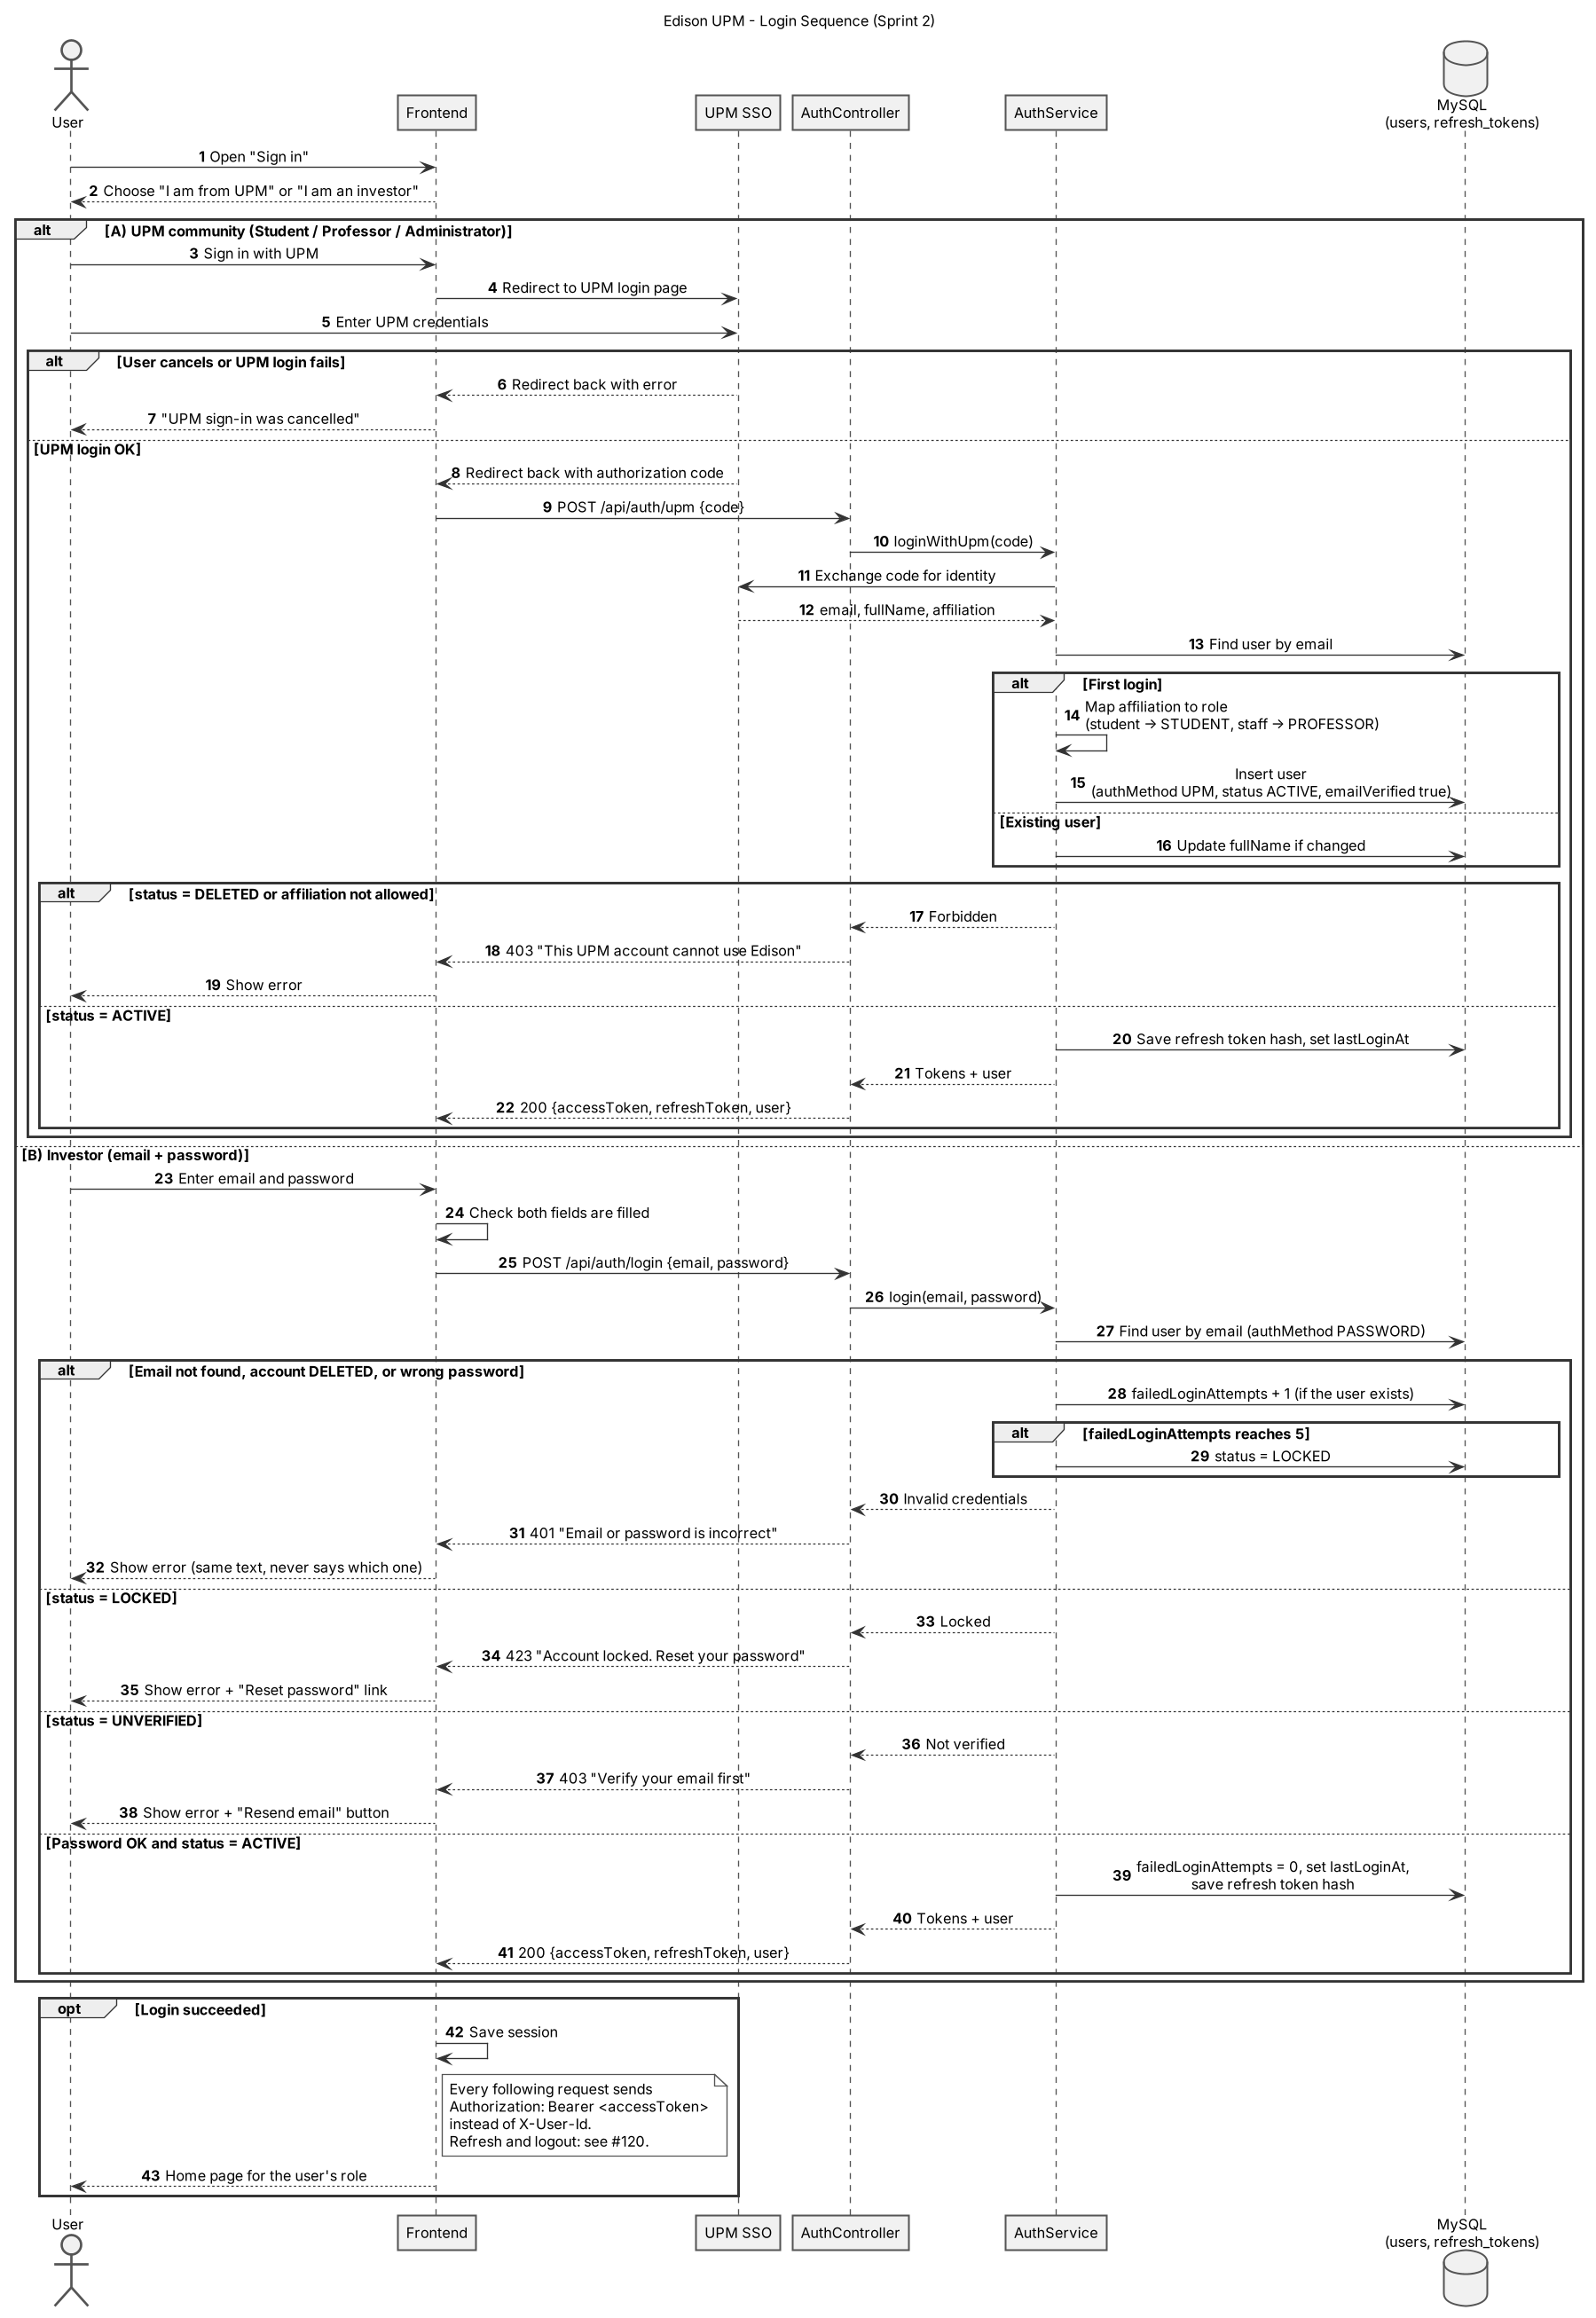 Edison UPM - Login Sequence (Sprint 2)
User
Frontend
UPM SSO
AuthController
AuthService
MySQL
(users, refresh_tokens)
1 Open "Sign in"
2 Choose "I am from UPM" or "I am an investor"
alt [A) UPM community (Student / Professor / Administrator)]
3 Sign in with UPM
4 Redirect to UPM login page
5 Enter UPM credentials
alt [User cancels or UPM login fails]
6 Redirect back with error
7 "UPM sign-in was cancelled"
[UPM login OK]
8 Redirect back with authorization code
9 POST /api/auth/upm {code}
10 loginWithUpm(code)
11 Exchange code for identity
12 email, fullName, affiliation
13 Find user by email
alt [First login]
14 Map affiliation to role
(student → STUDENT, staff → PROFESSOR)
15 Insert user
(authMethod UPM, status ACTIVE, emailVerified true)
[Existing user]
16 Update fullName if changed
alt [status = DELETED or affiliation not allowed]
17 Forbidden
18 403 "This UPM account cannot use Edison"
19 Show error
[status = ACTIVE]
20 Save refresh token hash, set lastLoginAt
21 Tokens + user
22 200 {accessToken, refreshToken, user}
[B) Investor (email + password)]
23 Enter email and password
24 Check both fields are filled
25 POST /api/auth/login {email, password}
26 login(email, password)
27 Find user by email (authMethod PASSWORD)
alt [Email not found, account DELETED, or wrong password]
28 failedLoginAttempts + 1 (if the user exists)
alt [failedLoginAttempts reaches 5]
29 status = LOCKED
30 Invalid credentials
31 401 "Email or password is incorrect"
32 Show error (same text, never says which one)
[status = LOCKED]
33 Locked
34 423 "Account locked. Reset your password"
35 Show error + "Reset password" link
[status = UNVERIFIED]
36 Not verified
37 403 "Verify your email first"
38 Show error + "Resend email" button
[Password OK and status = ACTIVE]
39 failedLoginAttempts = 0, set lastLoginAt,
save refresh token hash
40 Tokens + user
41 200 {accessToken, refreshToken, user}
opt [Login succeeded]
42 Save session
Every following request sends
Authorization: Bearer <accessToken>
instead of X-User-Id.
Refresh and logout: see #120.
43 Home page for the user's role
User
Frontend
UPM SSO
AuthController
AuthService
MySQL
(users, refresh_tokens)